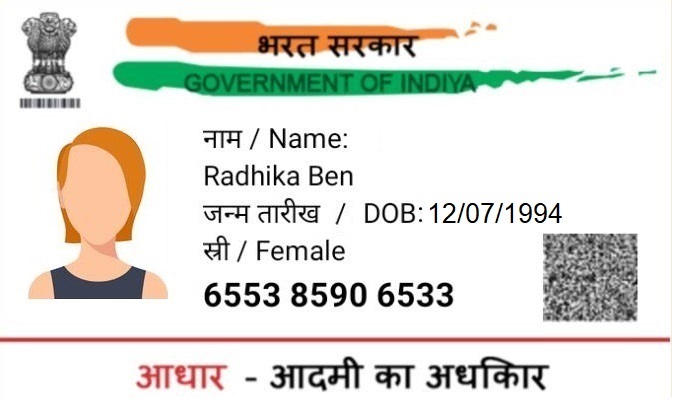 भरत सरकार
GOVERNMENT OF INDIYA
नाम / Name:
Radhika Ben
जन्म तारीख / DOB: 12/07/1994
स्री / Female
6553 8590 6533
आधार - आदमी का अधकिार